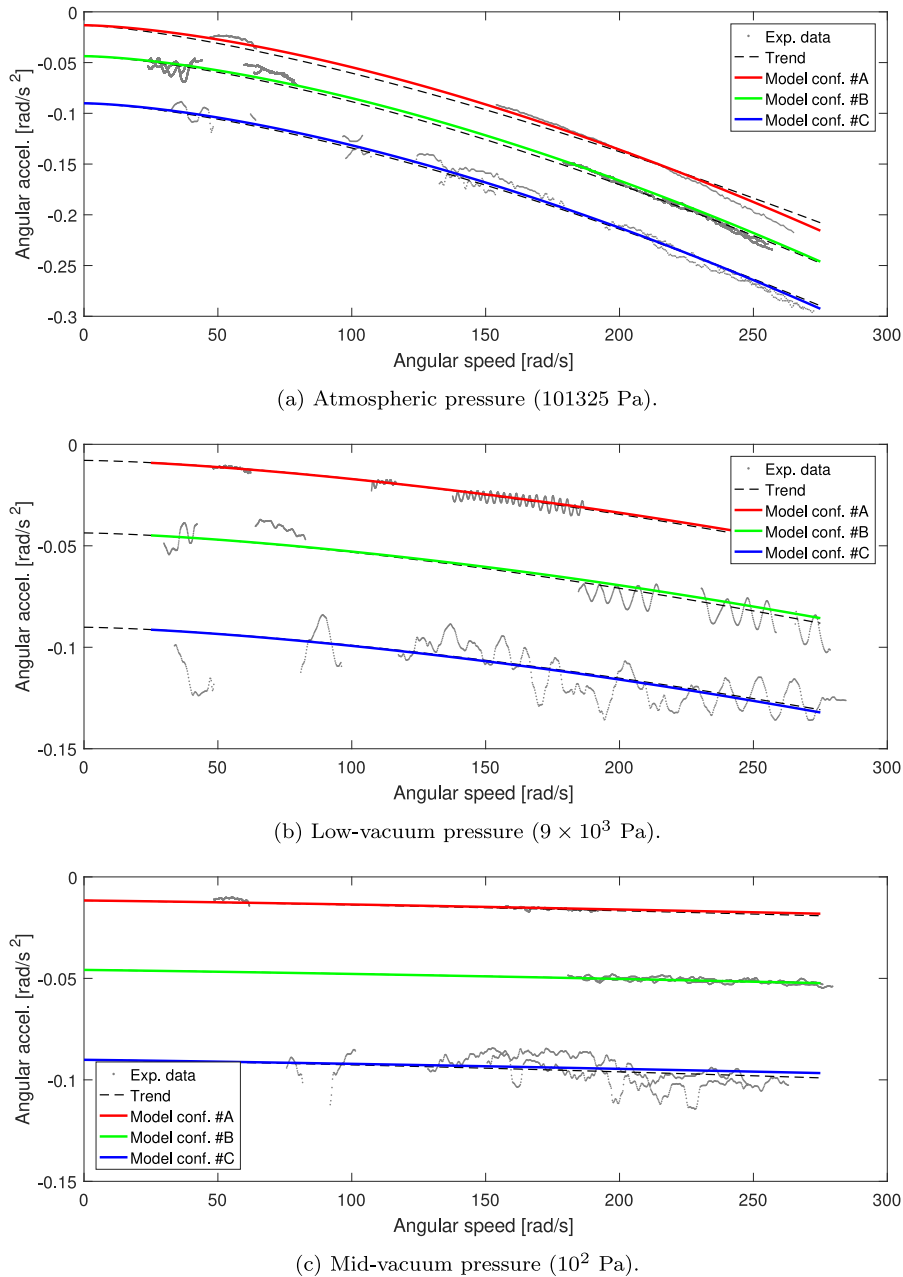 0
-0.05
-0.1
-0.15
-0.2
-0.25
-0.3
Angular accel. [rad/s²]
Exp. data
Trend
Model conf. #A
Model conf. #B
Model conf. #C
0 50 100 150 200 250 300
Angular speed [rad/s]
(a) Atmospheric pressure (101325 Pa).
0
-0.05
-0.1
-0.15
Angular accel. [rad/s²]
Exp. data
Trend
Model conf. #A
Model conf. #B
Model conf. #C
0 50 100 150 200 250 300
Angular speed [rad/s]
(b) Low-vacuum pressure (9 × 10³ Pa).
0
-0.05
-0.1
-0.15
Angular accel. [rad/s²]
Exp. data
Trend
Model conf. #A
Model conf. #B
Model conf. #C
0 50 100 150 200 250 300
Angular speed [rad/s]
(c) Mid-vacuum pressure (10² Pa).